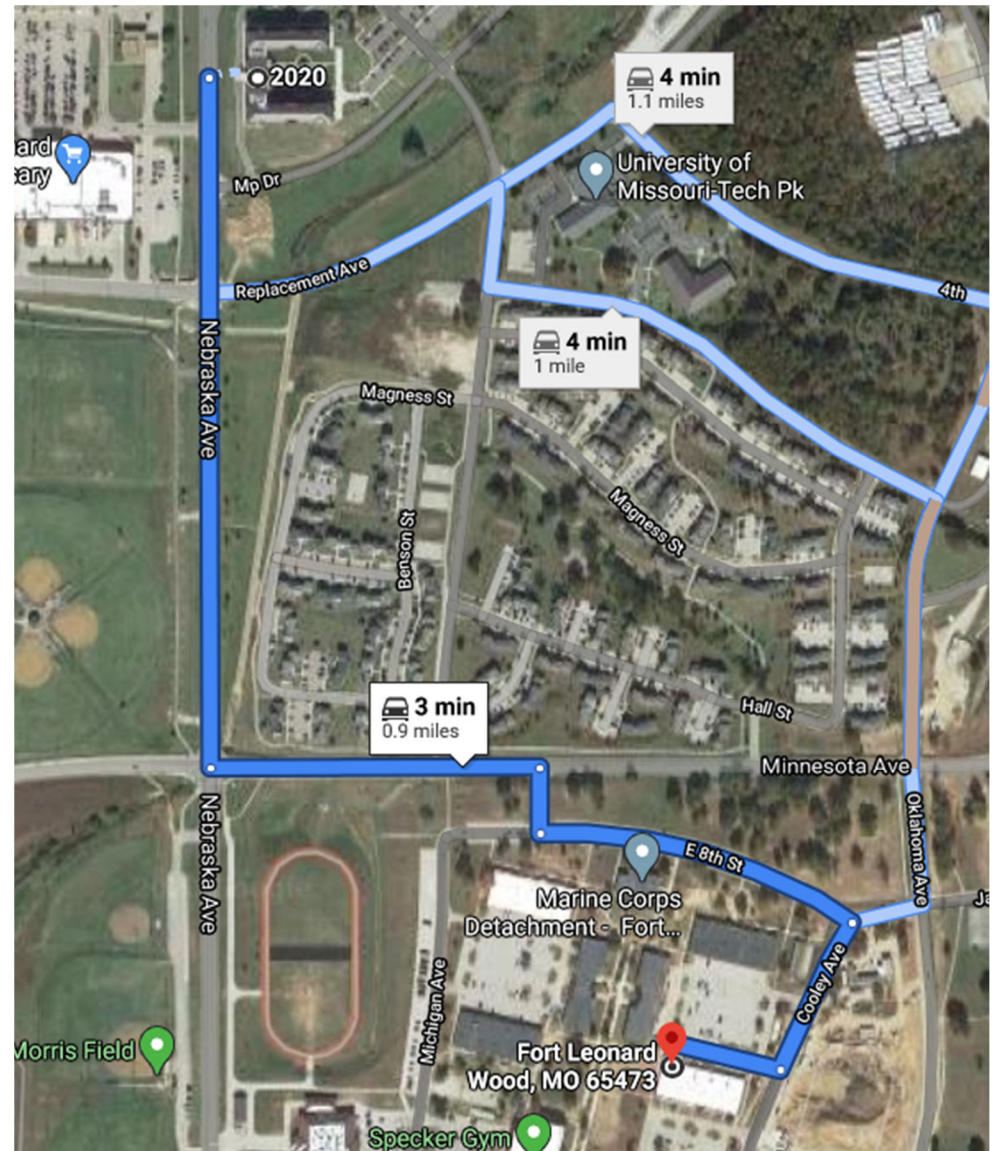 2020
4 min
1.1 miles
ard
ary
University of
Missouri-Tech Pk
Mp Dr
Replacement Ave
4th
Nebraska Ave
4 min
1 mile
Magness St
Benson St
Magness St
3 min
0.9 miles
Hall St
Minnesota Ave
Nebraska Ave
Oklahoma Ave
E 8th St
Marine Corps
Detachment - Fort...
Ja
Cooley Ave
Michigan Ave
Morris Field
Fort Leonard
Wood, MO 65473
Specker Gym